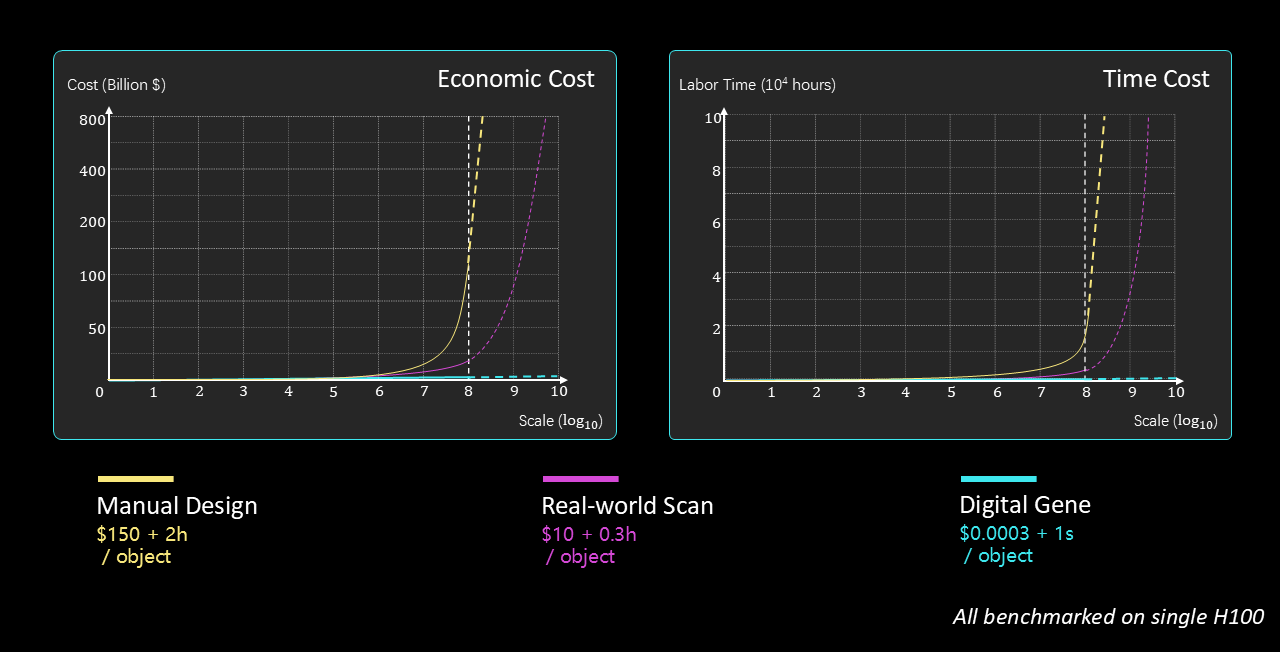 Economic Cost
Cost (Billion $)
800
400
200
100
50
0 1 2 3 4 5 6 7 8 9 10
Scale (log₁₀)
Time Cost
Labor Time (10⁴ hours)
10
8
6
4
2
0 1 2 3 4 5 6 7 8 9 10
Scale (log₁₀)
Manual Design
$150 + 2h
/ object
Real-world Scan
$10 + 0.3h
/ object
Digital Gene
$0.0003 + 1s
/ object
All benchmarked on single H100